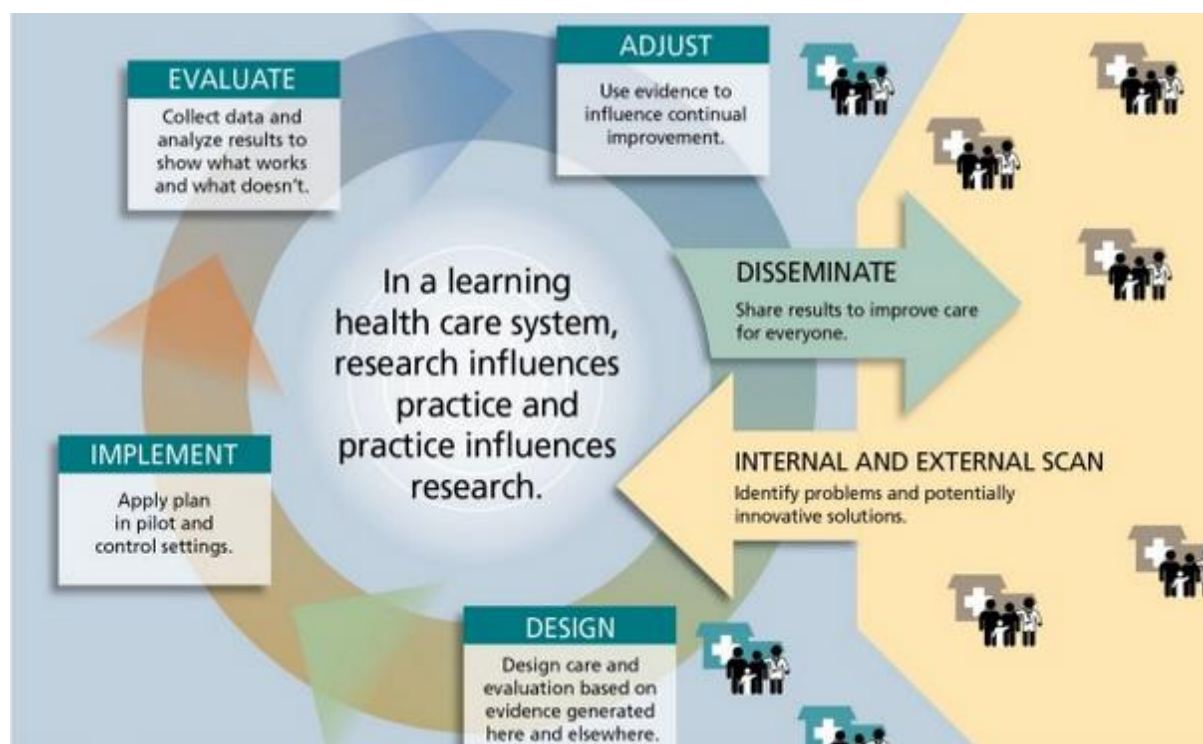 EVALUATE
Collect data and
analyze results to
show what works
and what doesn't.
ADJUST
Use evidence to
influence continual
improvement.
In a learning
health care system,
research influences
practice and
practice influences
research.
DISSEMINATE
Share results to improve care
for everyone.
INTERNAL AND EXTERNAL SCAN
Identify problems and potentially
innovative solutions.
IMPLEMENT
Apply plan
in pilot and
control settings.
DESIGN
Design care and
evaluation based on
evidence generated
here and elsewhere.